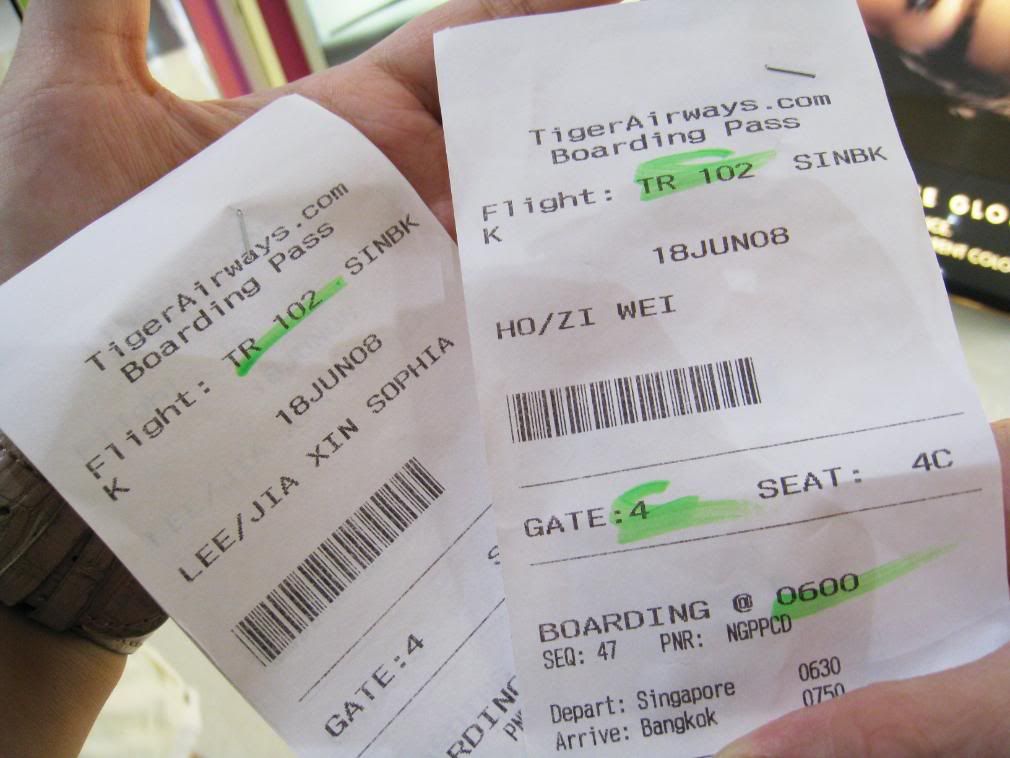 TigerAirways.com
Boarding Pass
Flight: TR 102 SINBK
K
18JUN08
LEE/JIA XIN SOPHIA
GATE:4
TigerAirways.com
Boarding Pass
Flight: TR 102 SINBK
K
18JUN08
HO/ZI WEI
GATE:4 SEAT: 4C
BOARDING @ 0600
SEQ: 47 PNR: NGPPCD
Depart: Singapore 0630
Arrive: Bangkok 0750